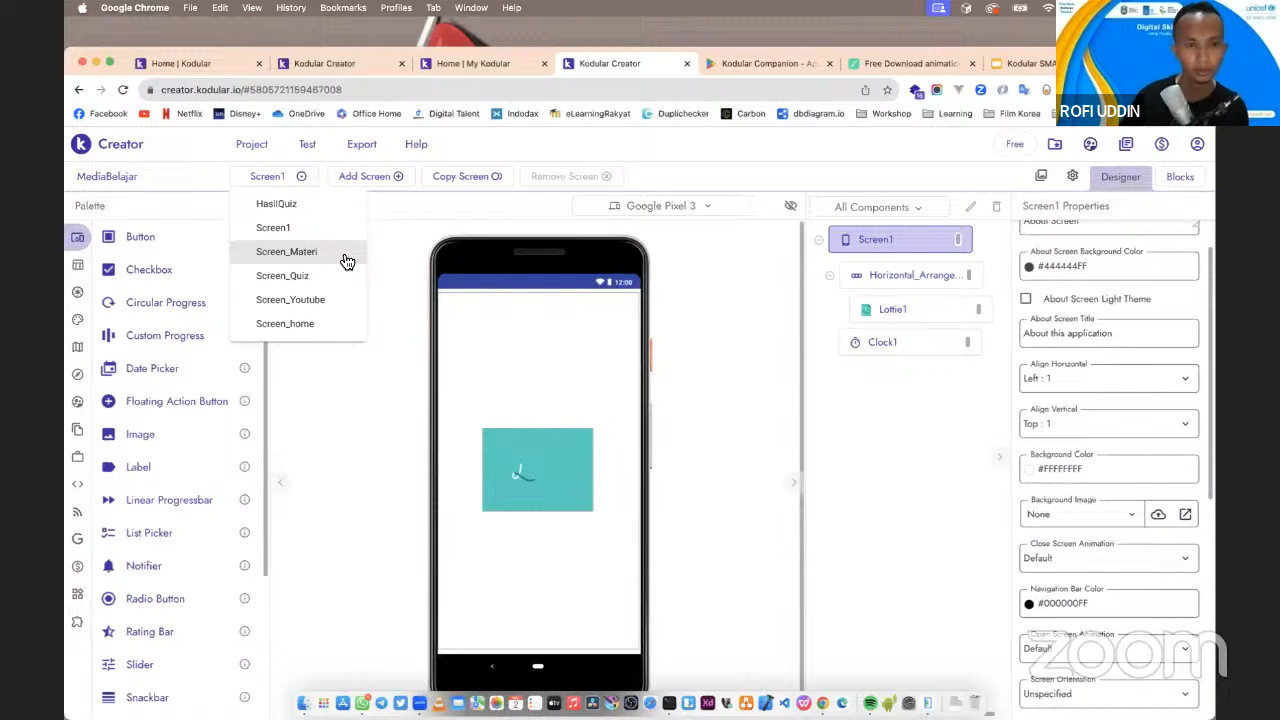 Google Chrome File Edit View History Bookmarks Profiles Tab Window Help
Home | Kodular
Kodular Creator
Home | My Kodular
Kodular Creator
Kodular Companion - Ap
Free Download animatio
Kodular SMA
creator.kodular.io/#5805721159467008
Facebook
Netflix
Disney+
OneDrive
Office Home
Digital Talent
Indodax
eLearningRakyat
Duplichecker
Carbon
dbdiagram.io
Workshop
Learning
Film Korea
unicef
Digital Ski
ROFI UDDIN
Creator
Project
Test
Export
Help
Free
MediaBelajar
Screen1
Add Screen
Copy Screen
Remove Screen
Designer
Blocks
Palette
HasilQuiz
Screen1
Screen_Materi
Screen_Quiz
Screen_Youtube
Screen_home
Google Pixel 3
All Components
Screen1 Properties
Button
Checkbox
Circular Progress
Custom Progress
Date Picker
Floating Action Button
Image
Label
Linear Progressbar
List Picker
Notifier
Radio Button
Rating Bar
Slider
Snackbar
12:00
Screen1
Horizontal_Arrange...
Lottie1
Clock1
About Screen
About Screen Background Color
#444444FF
About Screen Light Theme
About Screen Title
About this application
Align Horizontal
Left : 1
Align Vertical
Top : 1
Background Color
#FFFFFFFF
Background Image
None
Close Screen Animation
Default
Navigation Bar Color
#000000FF
Open Screen Animation
Default
Screen Orientation
Unspecified
zoom